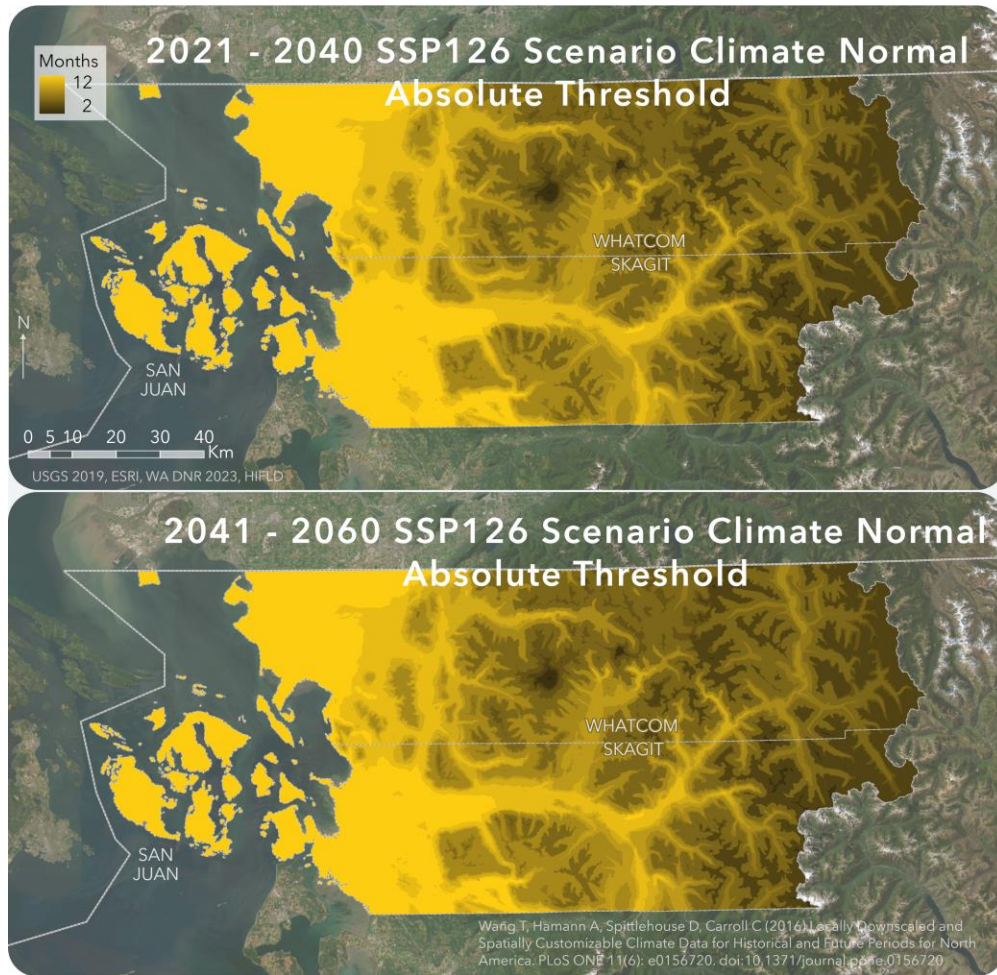 2021 - 2040 SSP126 Scenario Climate Normal
Absolute Threshold
Months
12
2
WHATCOM
SKAGIT
N
SAN
JUAN
0 5 10 20 30 40
Km
USGS 2019, ESRI, WA DNR 2023, HIFLD
2041 - 2060 SSP126 Scenario Climate Normal
Absolute Threshold
WHATCOM
SKAGIT
SAN
JUAN
Wang T, Hamann A, Spittlehouse D, Carroll C (2016) Locally Downscaled and
Spatially Customizable Climate Data for Historical and Future Periods for North
America. PLoS ONE 11(6): e0156720. doi:10.1371/journal.pone.0156720